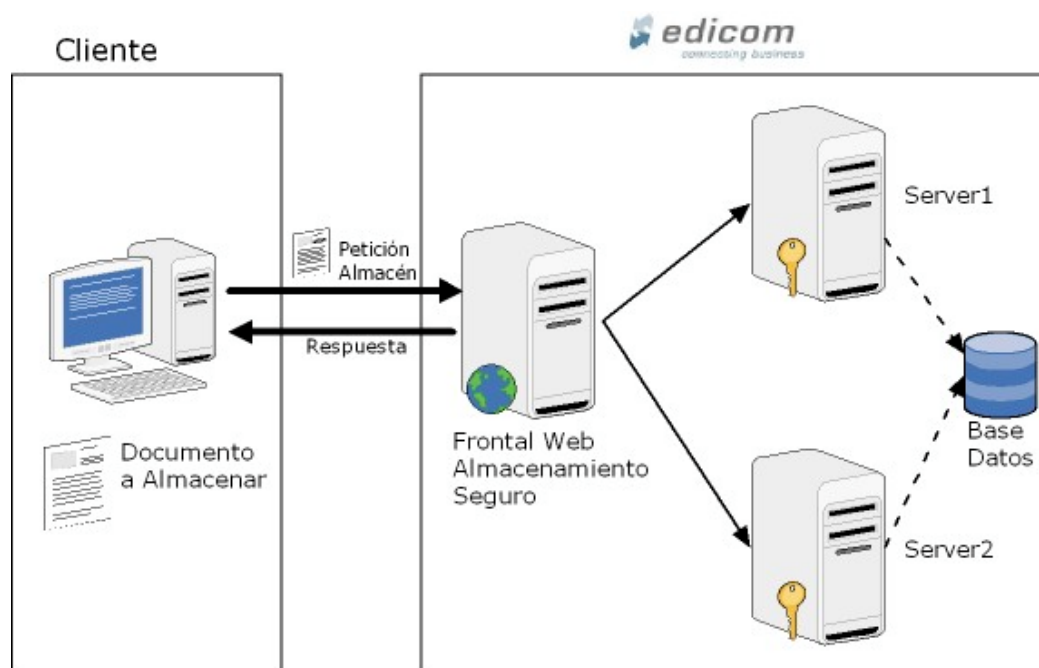 Cliente
edicom
connecting business
Petición
Almacén
Respuesta
Documento
a Almacenar
Frontal Web
Almacenamiento
Seguro
Server1
Base
Datos
Server2